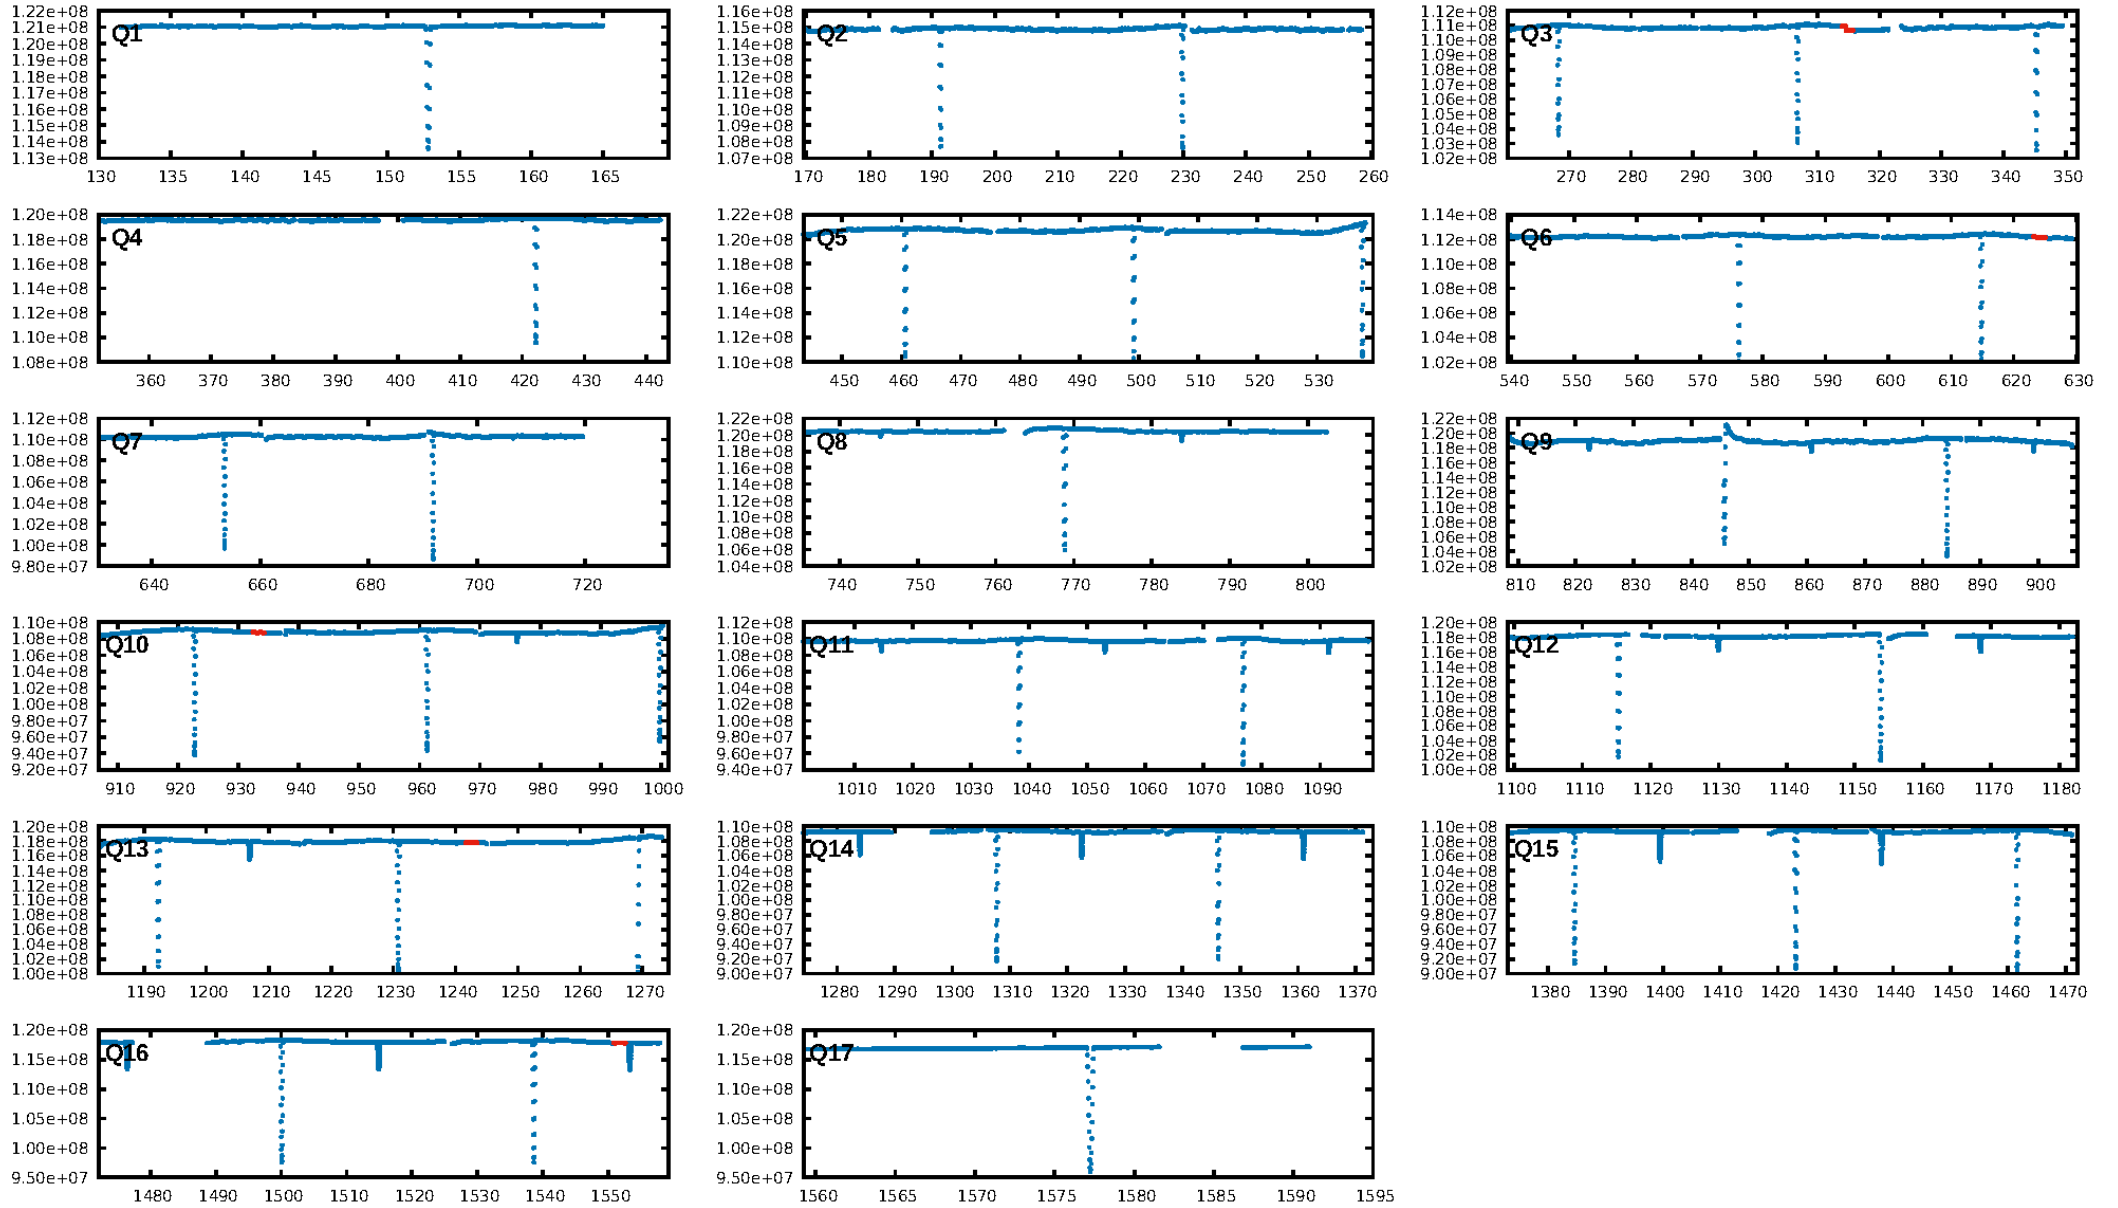 1.22e+08 1.21e+08 1.20e+08 1.19e+08 1.18e+08 1.17e+08 1.16e+08 1.15e+08 1.14e+08 1.13e+08
Q1
130 135 140 145 150 155 160 165
1.16e+08 1.15e+08 1.14e+08 1.13e+08 1.12e+08 1.11e+08 1.10e+08 1.09e+08 1.08e+08 1.07e+08
Q2
170 180 190 200 210 220 230 240 250 260
1.12e+08 1.11e+08 1.10e+08 1.09e+08 1.08e+08 1.07e+08 1.06e+08 1.05e+08 1.04e+08 1.03e+08 1.02e+08
Q3
270 280 290 300 310 320 330 340 350
1.20e+08 1.18e+08 1.16e+08 1.14e+08 1.12e+08 1.10e+08 1.08e+08
Q4
360 370 380 390 400 410 420 430 440
1.22e+08 1.20e+08 1.18e+08 1.16e+08 1.14e+08 1.12e+08 1.10e+08
Q5
450 460 470 480 490 500 510 520 530
1.14e+08 1.12e+08 1.10e+08 1.08e+08 1.06e+08 1.04e+08 1.02e+08
Q6
540 550 560 570 580 590 600 610 620 630
1.12e+08 1.10e+08 1.08e+08 1.06e+08 1.04e+08 1.02e+08 1.00e+08 9.80e+07
Q7
640 660 680 700 720
1.22e+08 1.20e+08 1.18e+08 1.16e+08 1.14e+08 1.12e+08 1.10e+08 1.08e+08 1.06e+08 1.04e+08
Q8
740 750 760 770 780 790 800
1.22e+08 1.20e+08 1.18e+08 1.16e+08 1.14e+08 1.12e+08 1.10e+08 1.08e+08 1.06e+08 1.04e+08 1.02e+08
Q9
810 820 830 840 850 860 870 880 890 900
1.10e+08 1.08e+08 1.06e+08 1.04e+08 1.02e+08 1.00e+08 9.80e+07 9.60e+07 9.40e+07 9.20e+07
Q10
910 920 930 940 950 960 970 980 990 1000
1.12e+08 1.10e+08 1.08e+08 1.06e+08 1.04e+08 1.02e+08 1.00e+08 9.80e+07 9.60e+07 9.40e+07
Q11
1010 1020 1030 1040 1050 1060 1070 1080 1090
1.20e+08 1.18e+08 1.16e+08 1.14e+08 1.12e+08 1.10e+08 1.08e+08 1.06e+08 1.04e+08 1.02e+08 1.00e+08
Q12
1100 1110 1120 1130 1140 1150 1160 1170 1180
1.20e+08 1.18e+08 1.16e+08 1.14e+08 1.12e+08 1.10e+08 1.08e+08 1.06e+08 1.04e+08 1.02e+08 1.00e+08
Q13
1190 1200 1210 1220 1230 1240 1250 1260 1270
1.10e+08 1.08e+08 1.06e+08 1.04e+08 1.02e+08 1.00e+08 9.80e+07 9.60e+07 9.40e+07 9.20e+07 9.00e+07
Q14
1280 1290 1300 1310 1320 1330 1340 1350 1360 1370
1.10e+08 1.08e+08 1.06e+08 1.04e+08 1.02e+08 1.00e+08 9.80e+07 9.60e+07 9.40e+07 9.20e+07 9.00e+07
Q15
1380 1390 1400 1410 1420 1430 1440 1450 1460 1470
1.20e+08 1.15e+08 1.10e+08 1.05e+08 1.00e+08 9.50e+07
Q16
1480 1490 1500 1510 1520 1530 1540 1550
1.20e+08 1.15e+08 1.10e+08 1.05e+08 1.00e+08 9.50e+07
Q17
1560 1565 1570 1575 1580 1585 1590 1595